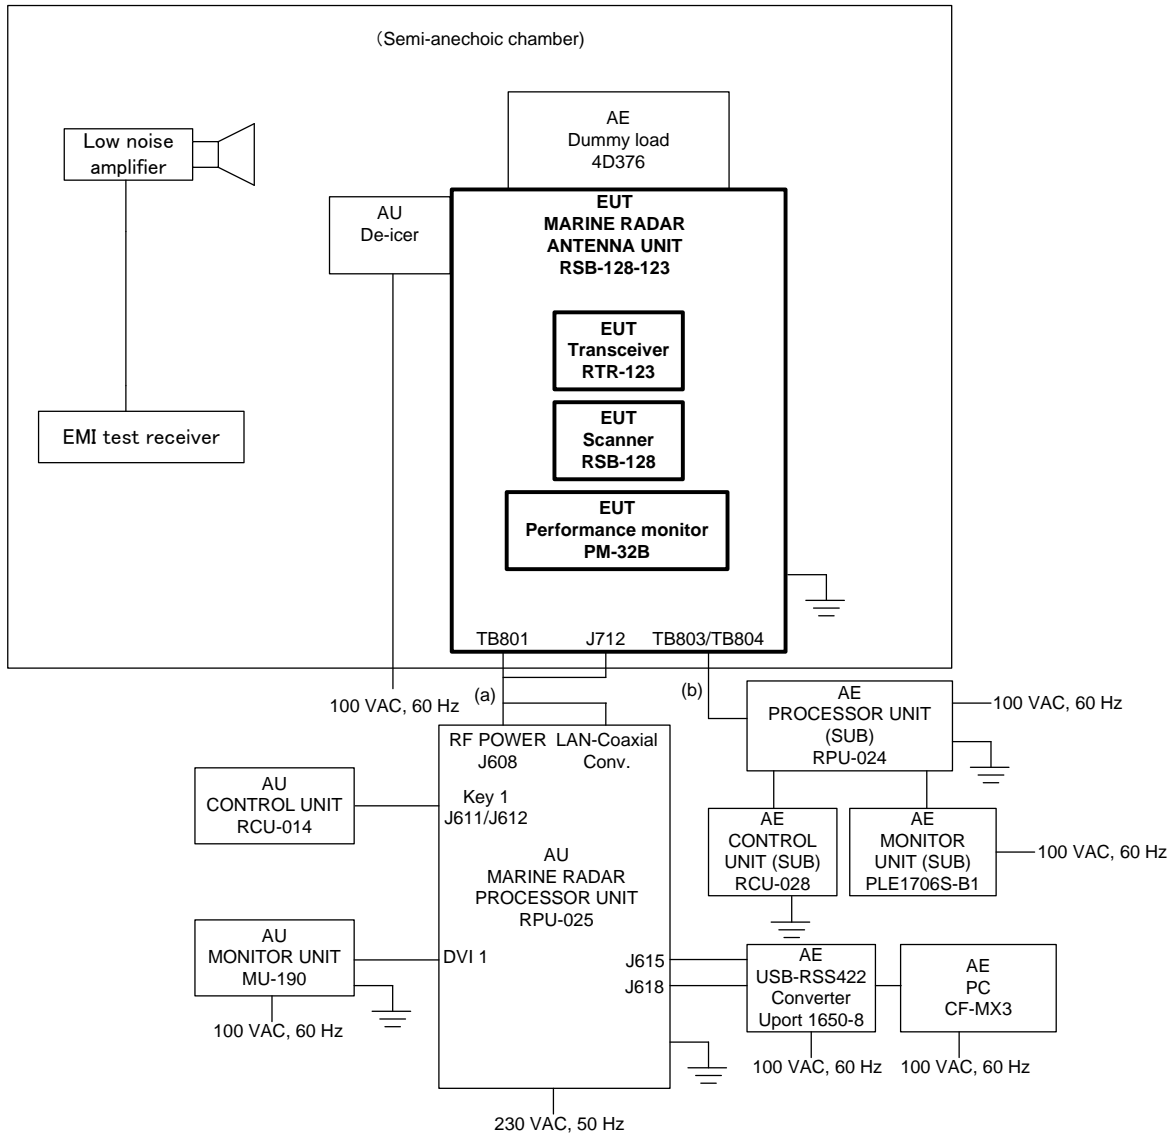 （Semi-anechoic chamber)
Low noise
amplifier
EMI test receiver
AE
Dummy load
4D376
AU
De-icer
EUT
MARINE RADAR
ANTENNA UNIT
RSB-128-123
EUT
Transceiver
RTR-123
EUT
Scanner
RSB-128
EUT
Performance monitor
PM-32B
TB801
J712
TB803/TB804
(a)
(b)
100 VAC, 60 Hz
AE
PROCESSOR UNIT
(SUB)
RPU-024
100 VAC, 60 Hz
RF POWER
J608
LAN-Coaxial
Conv.
AU
CONTROL UNIT
RCU-014
Key 1
J611/J612
AU
MARINE RADAR
PROCESSOR UNIT
RPU-025
AE
CONTROL
UNIT (SUB)
RCU-028
AE
MONITOR
UNIT (SUB)
PLE1706S-B1
100 VAC, 60 Hz
AU
MONITOR UNIT
MU-190
DVI 1
100 VAC, 60 Hz
J615
J618
AE
USB-RSS422
Converter
Uport 1650-8
AE
PC
CF-MX3
100 VAC, 60 Hz
100 VAC, 60 Hz
230 VAC, 50 Hz